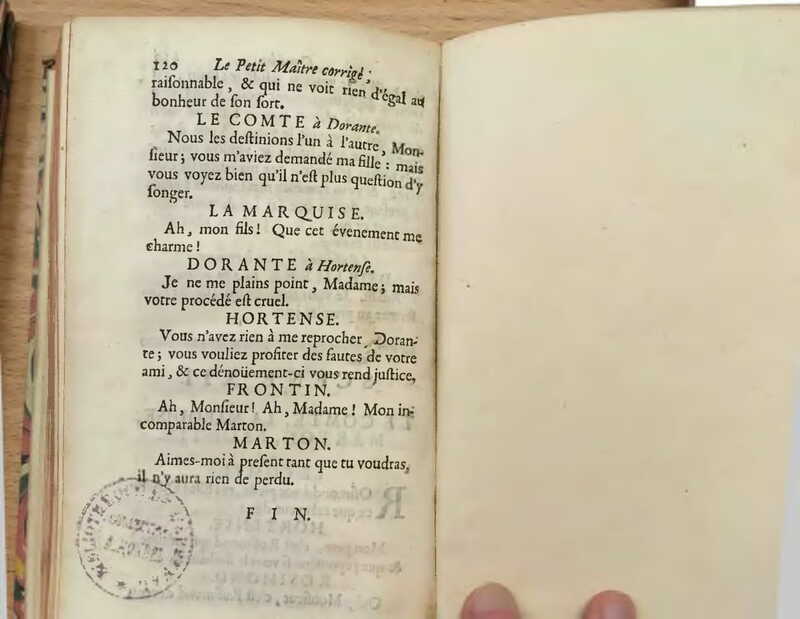 120 Le Petit Maître corrigé;
raiſonnable, & qui ne voit rien d'égal au
bonheur de ſon ſort.
LE COMTE à Dorante.
Nous les deſtinions l'un à l'autre, Mon-
ſieur; vous m'aviez demandé ma fille: mais
vous voyez bien qu'il n'eſt plus queſtion d'y
ſonger.
LA MARQUISE.
Ah, mon fils! Que cet évenement me
charme!
DORANTE à Hortenſe.
Je ne me plains point, Madame; mais
votre procédé eſt cruel.
HORTENSE.
Vous n'avez rien à me reprocher, Doran-
te; vous vouliez profiter des fautes de votre
ami, & ce dénoüement-ci vous rend juſtice,
FRONTIN.
Ah, Monſieur! Ah, Madame! Mon in-
comparable Marton.
MARTON.
Aimes-moi à preſent tant que tu voudras,
il n'y aura rien de perdu.
FIN.